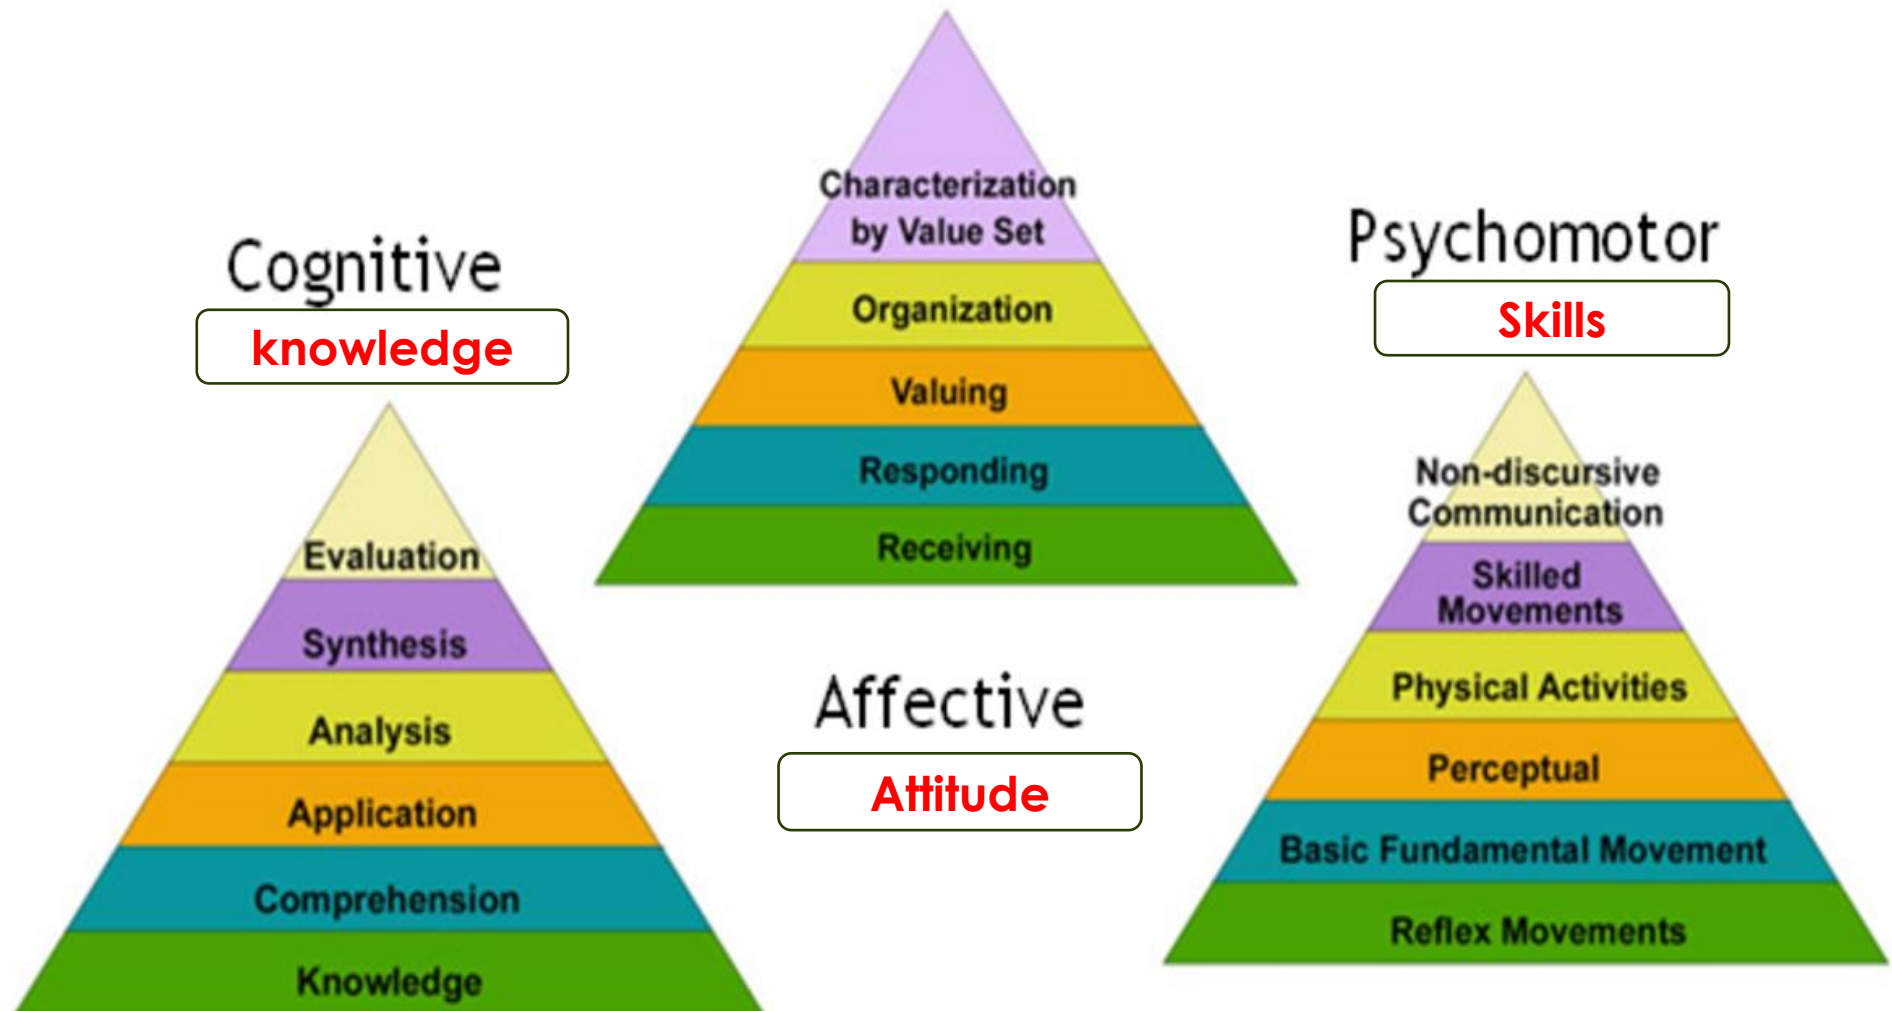 Cognitive
knowledge
Evaluation
Synthesis
Analysis
Application
Comprehension
Knowledge
Characterization
by Value Set
Organization
Valuing
Responding
Receiving
Affective
Attitude
Psychomotor
Skills
Non-discursive
Communication
Skilled
Movements
Physical Activities
Perceptual
Basic Fundamental Movement
Reflex Movements